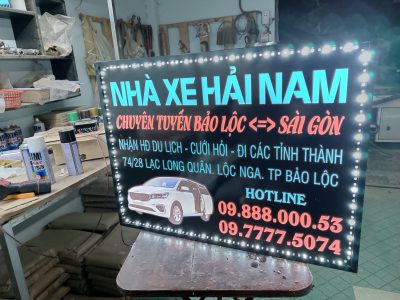 NHÀ XE HẢI NAM
CHUYÊN TUYẾN BẢO LỘC <=> SÀI GÒN
NHẬN HĐ DU LỊCH - CƯỚI HỎI - ĐI CÁC TỈNH THÀNH
74/28 LẠC LONG QUÂN. LỘC NGA. TP BẢO LỘC
HOTLINE
09.888.000.53
09.7777.5074